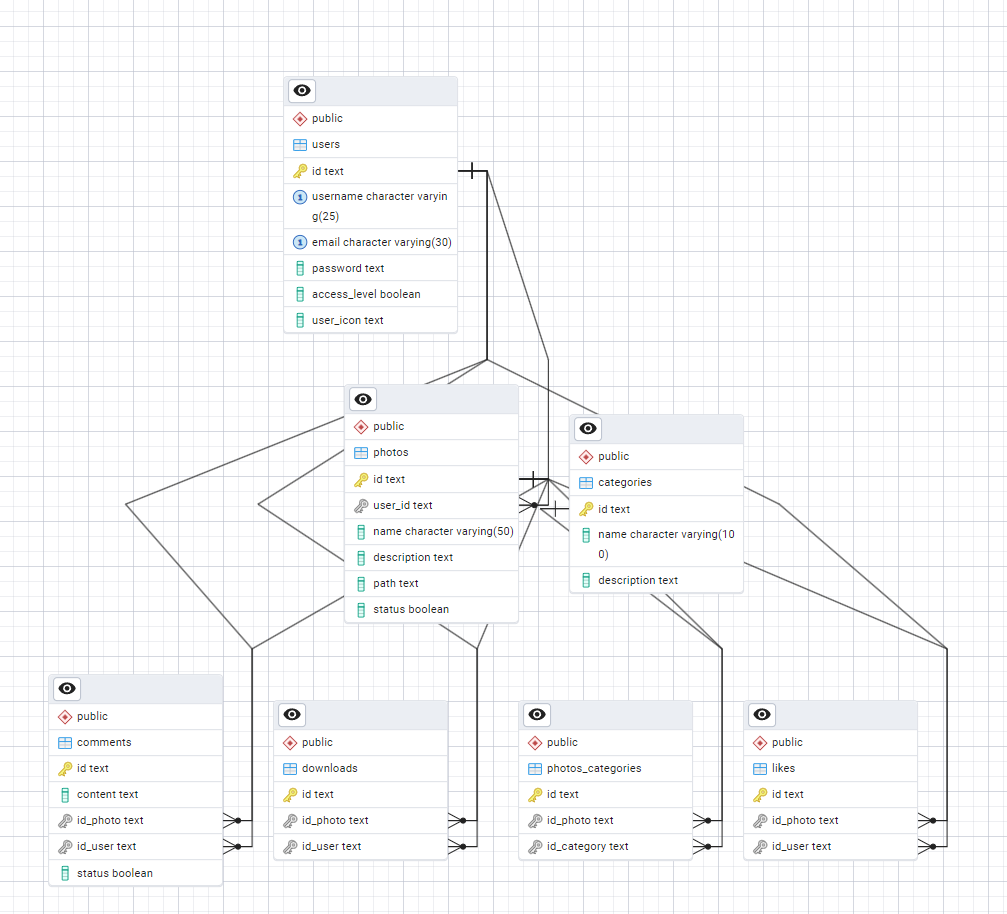 public
users
id text
username character varyin
g(25)
email character varying(30)
password text
access_level boolean
user_icon text
public
photos
id text
user_id text
name character varying(50)
description text
path text
status boolean
public
categories
id text
name character varying(10
0)
description text
public
comments
id text
content text
id_photo text
id_user text
status boolean
public
downloads
id text
id_photo text
id_user text
public
photos_categories
id text
id_photo text
id_category text
public
likes
id text
id_photo text
id_user text